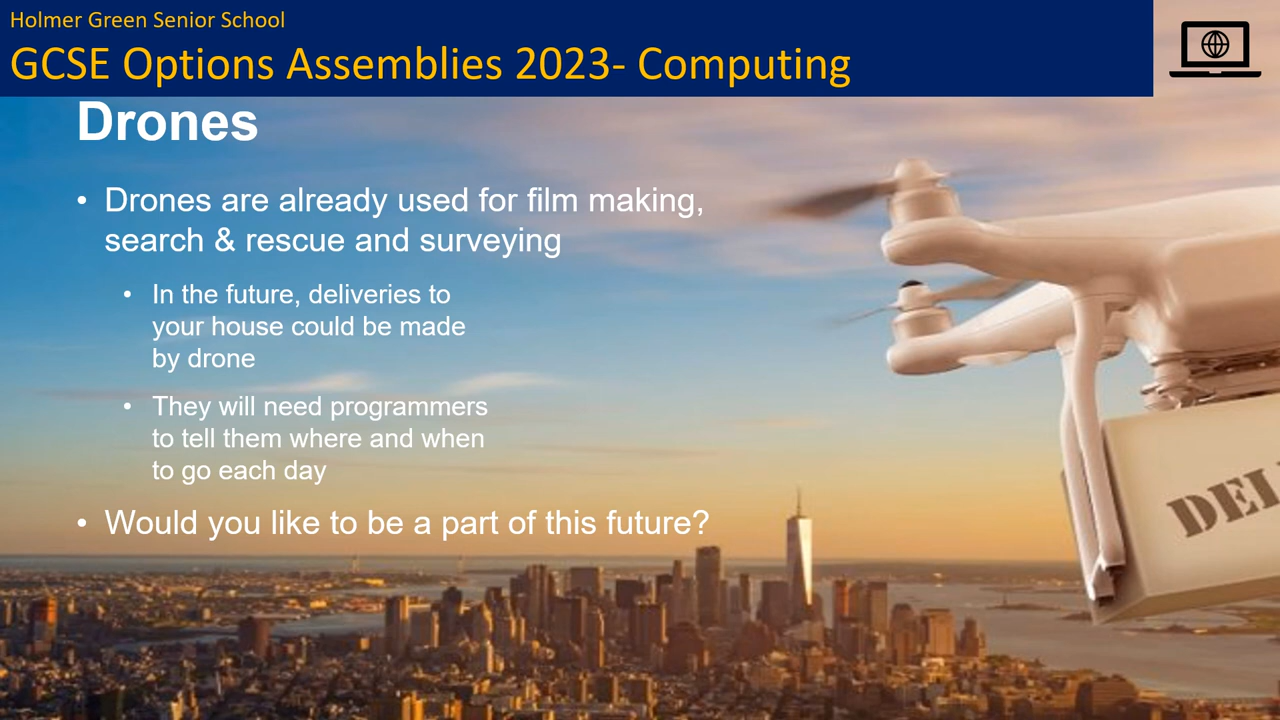 Holmer Green Senior School
GCSE Options Assemblies 2023- Computing
Drones
• Drones are already used for film making,
search & rescue and surveying
• In the future, deliveries to
your house could be made
by drone
• They will need programmers
to tell them where and when
to go each day
• Would you like to be a part of this future?